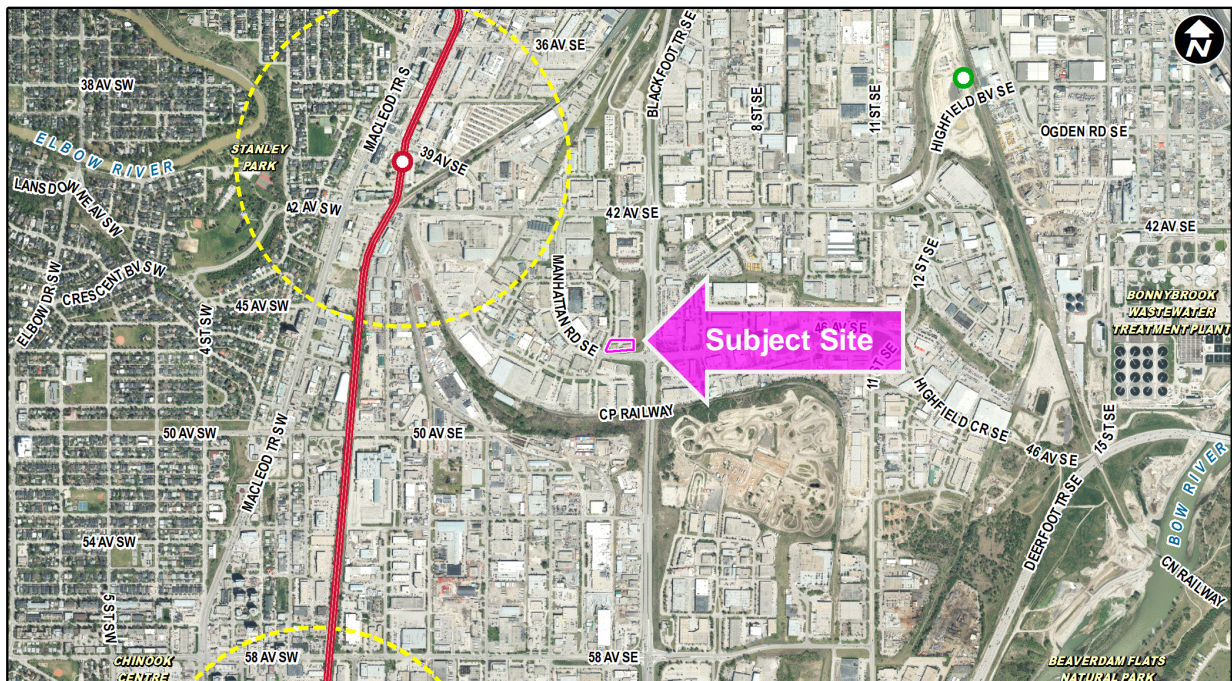 36 AV SE
N
38 AV SW
MACLEOD TR S
BLACKFOOT TR SE
8 ST SE
11 ST SE
HIGHFIELD BV SE
OGDEN RD SE
ELBOW RIVER
STANLEY
PARK
39 AV SE
LANSDOWNE AV SW
42 AV SW
42 AV SE
42 AV SE
CRESCENT BV SW
ELBOW DR SW
45 AV SW
4 ST SW
MANHATTAN RD SE
12 ST SE
BONNYBROOK
WASTEWATER
TREATMENT PLANT
46 AV SE
Subject Site
11 ST SE
HIGHFIELD CR SE
CP RAILWAY
50 AV SW
MACLEOD TR SW
50 AV SE
46 AV SE
15 ST SE
BOW RIVER
54 AV SW
DEERFOOT TR SE
CN RAILWAY
5 ST SW
CHINOOK
CENTRE
58 AV SW
58 AV SE
BEAVERDAM FLATS
NATURAL PARK